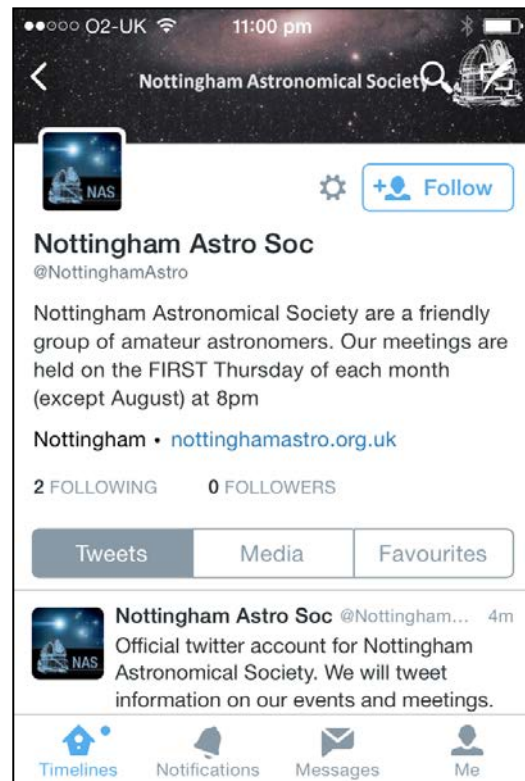 ●●○○○ O2-UK 11:00 pm
Nottingham Astronomical Society
NAS
+ Follow
Nottingham Astro Soc
@NottinghamAstro
Nottingham Astronomical Society are a friendly
group of amateur astronomers. Our meetings are
held on the FIRST Thursday of each month
(except August) at 8pm
Nottingham • nottinghamastro.org.uk
2 FOLLOWING 0 FOLLOWERS
Tweets Media Favourites
Nottingham Astro Soc @Nottingham... 4m
Official twitter account for Nottingham
NAS Astronomical Society. We will tweet
information on our events and meetings.
Timelines Notifications Messages Me